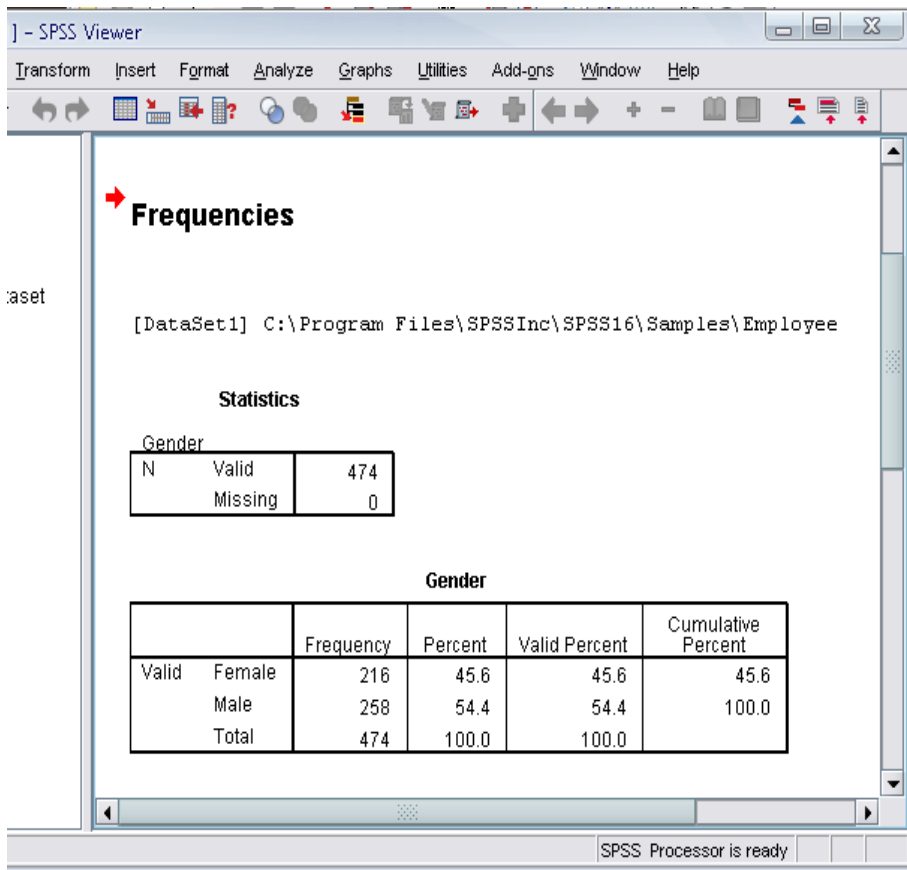 ] - SPSS Viewer
Transform Insert Format Analyze Graphs Utilities Add-ons Window Help
Frequencies
taset
[DataSet1] C:\Program Files\SPSSInc\SPSS16\Samples\Employee
Statistics
Gender
N Valid 474
Missing 0
Gender
Frequency Percent Valid Percent Cumulative Percent
Valid Female 216 45.6 45.6 45.6
Male 258 54.4 54.4 100.0
Total 474 100.0 100.0
SPSS Processor is ready